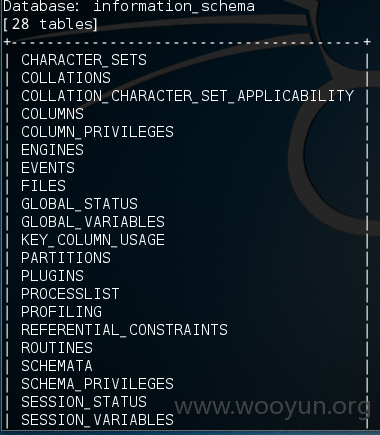 Database: information_schema
[28 tables]
+---------------------------------------+
| CHARACTER_SETS |
| COLLATIONS |
| COLLATION_CHARACTER_SET_APPLICABILITY |
| COLUMNS |
| COLUMN_PRIVILEGES |
| ENGINES |
| EVENTS |
| FILES |
| GLOBAL_STATUS |
| GLOBAL_VARIABLES |
| KEY_COLUMN_USAGE |
| PARTITIONS |
| PLUGINS |
| PROCESSLIST |
| PROFILING |
| REFERENTIAL_CONSTRAINTS |
| ROUTINES |
| SCHEMATA |
| SCHEMA_PRIVILEGES |
| SESSION_STATUS |
| SESSION_VARIABLES |
www.wooyun.org